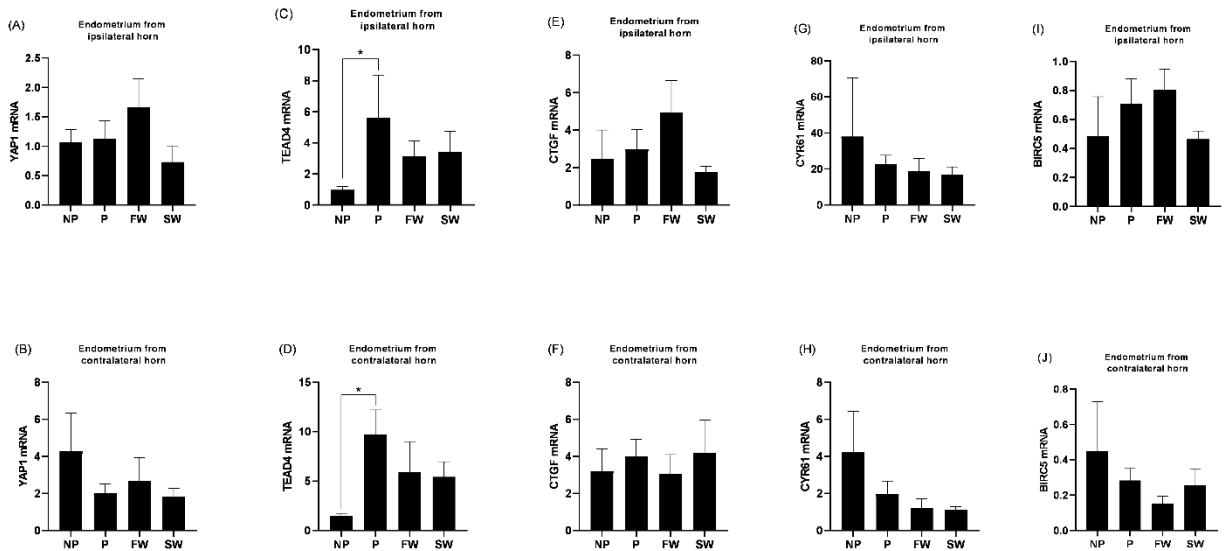 (A)
Endometrium from
ipsilateral horn
YAP1 mRNA
2.5
2.0
1.5
1.0
0.5
0.0
NP P FW SW
(C)
Endometrium from
ipsilateral horn
TEAD4 mRNA
10
8
6
4
2
0
*
NP P FW SW
(E)
Endometrium from
ipsilateral horn
CTGF mRNA
8
6
4
2
0
NP P FW SW
(G)
Endometrium from
ipsilateral horn
CYR61 mRNA
80
60
40
20
0
NP P FW SW
(I)
Endometrium from
ipsilateral horn
BIRC5 mRNA
1.0
0.8
0.6
0.4
0.2
0.0
NP P FW SW
(B)
Endometrium from
contralateral horn
YAP1 mRNA
8
6
4
2
0
NP P FW SW
(D)
Endometrium from
contralateral horn
TEAD4 mRNA
15
10
5
0
*
NP P FW SW
(F)
Endometrium from
contralateral horn
CTGF mRNA
8
6
4
2
0
NP P FW SW
(H)
Endometrium from
contralateral horn
CYR61 mRNA
8
6
4
2
0
NP P FW SW
(J)
Endometrium from
contralateral horn
BIRC5 mRNA
0.8
0.6
0.4
0.2
0.0
NP P FW SW